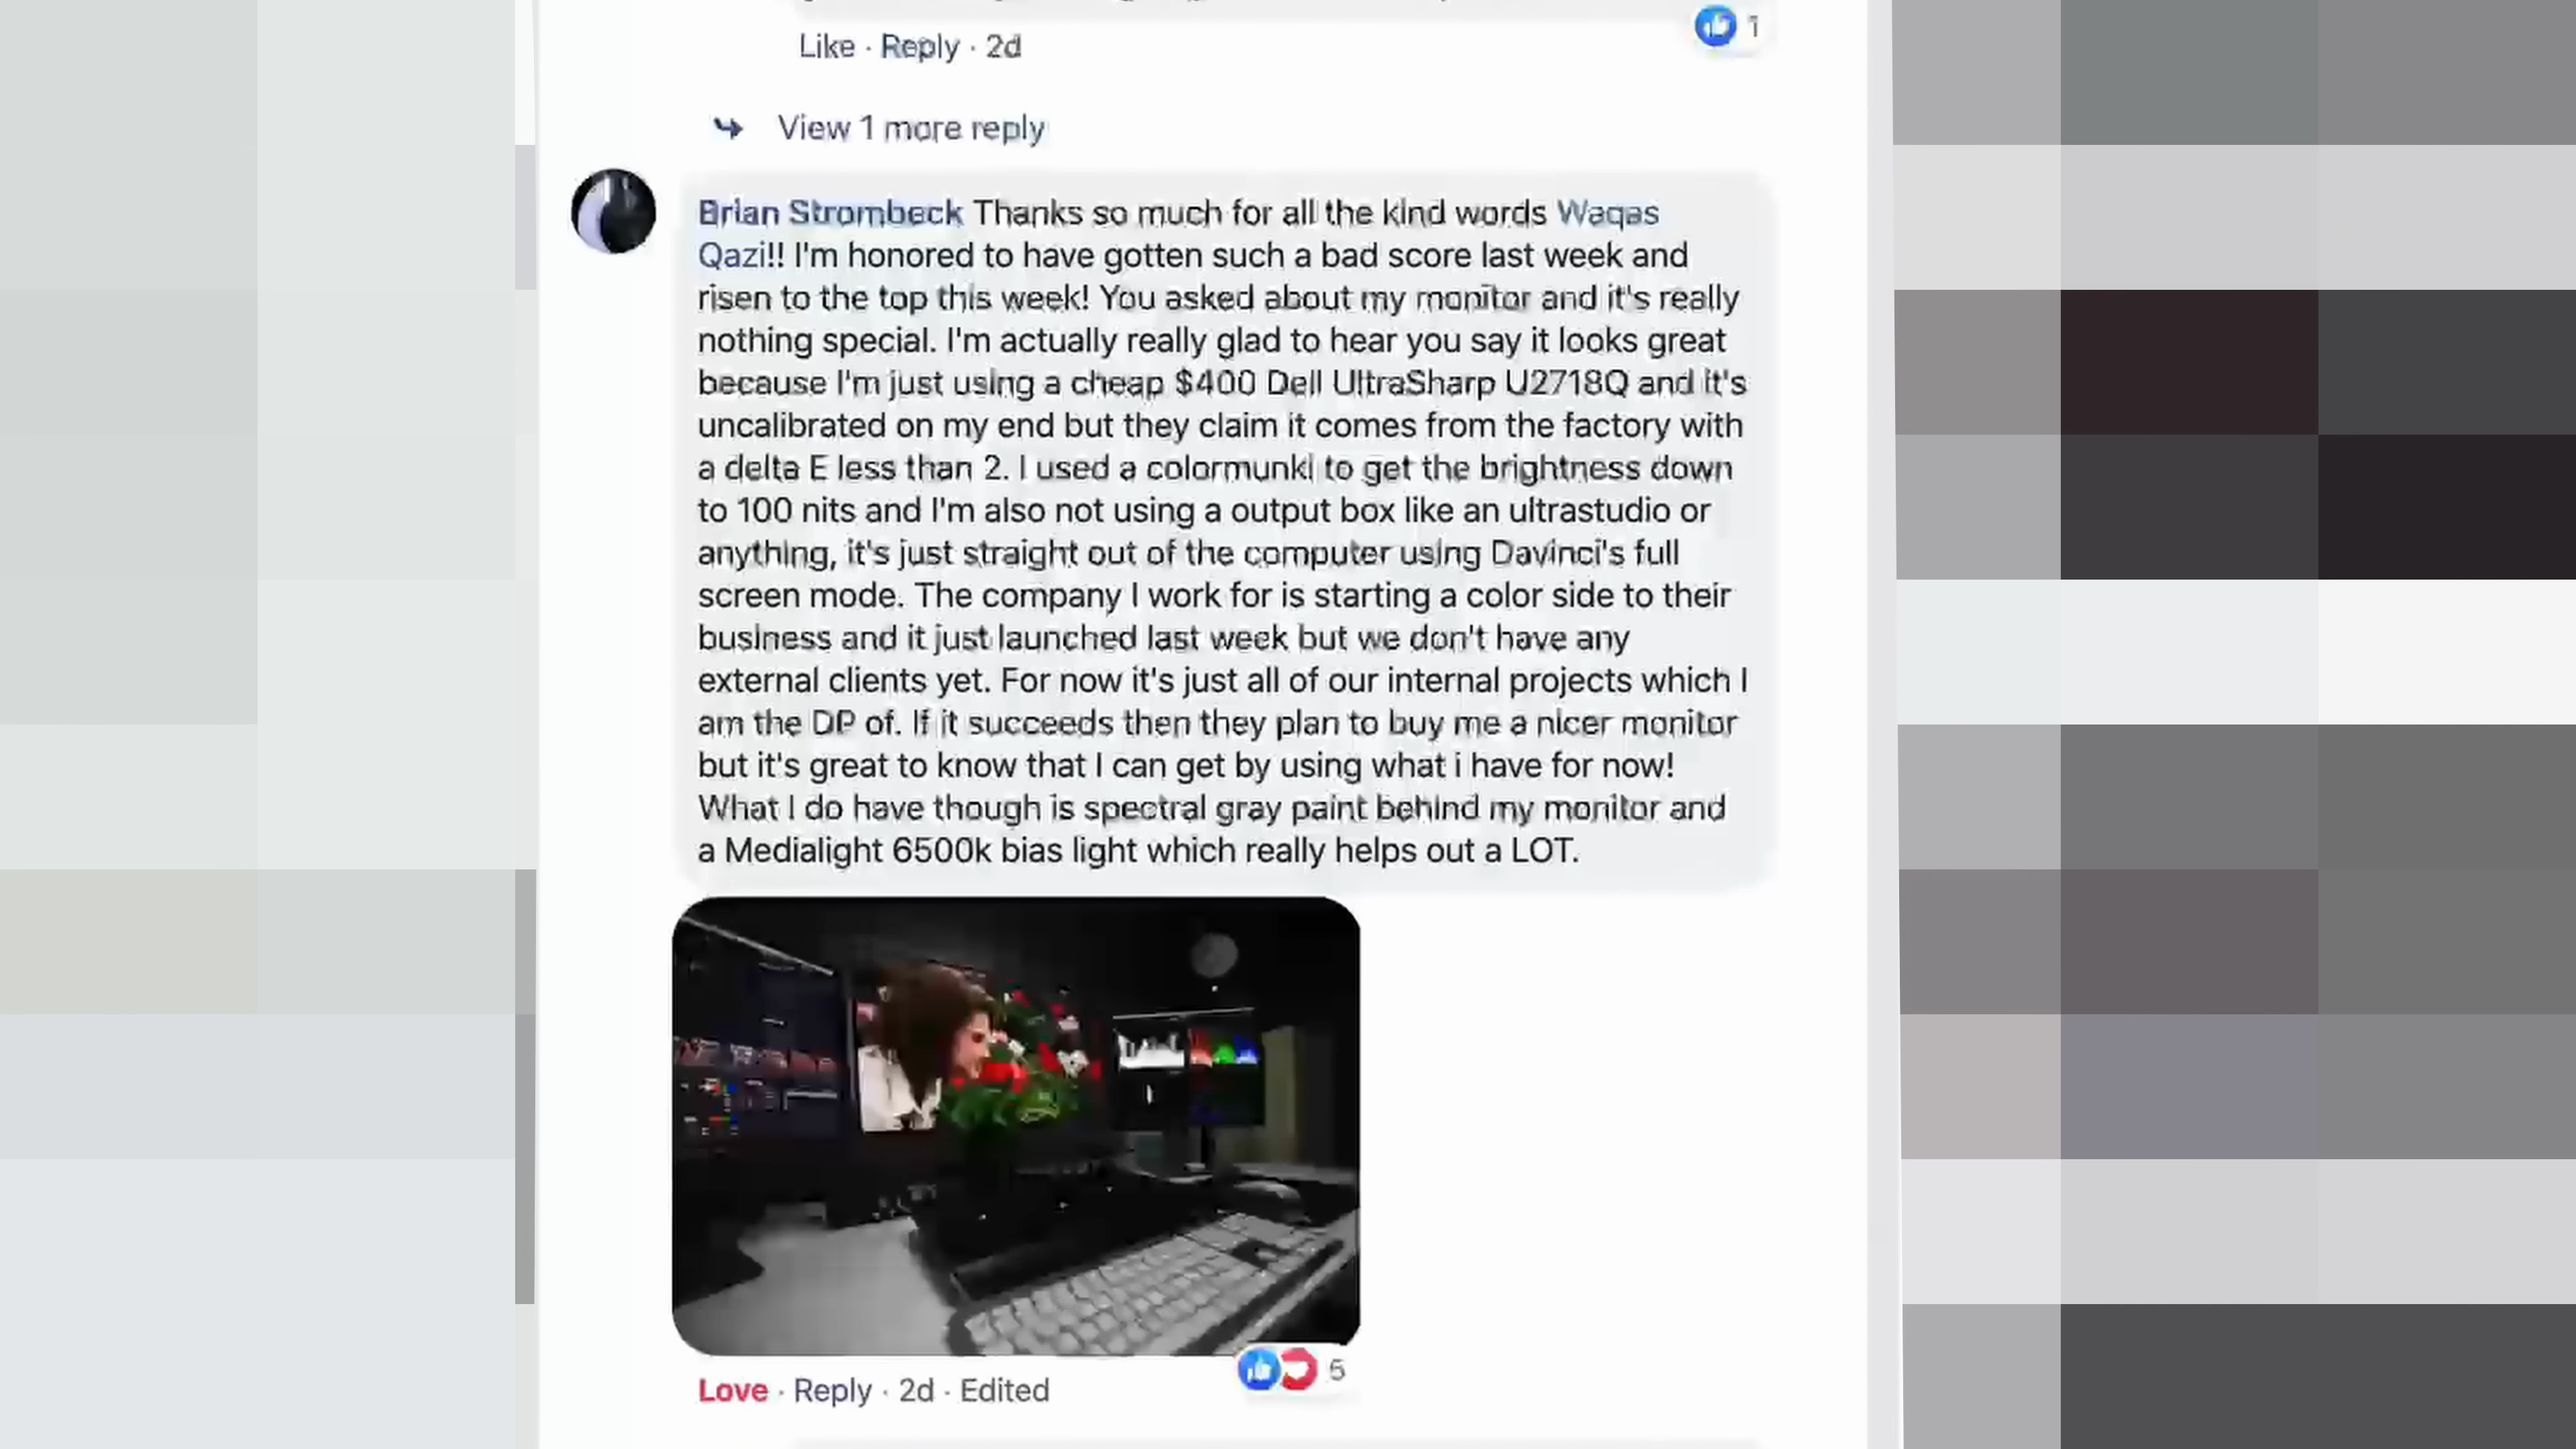 Like · Reply · 2d
1
View 1 more reply
Brian Strombeck Thanks so much for all the kind words Waqas
Qazi!! I'm honored to have gotten such a bad score last week and
risen to the top this week! You asked about my monitor and it's really
nothing special. I'm actually really glad to hear you say it looks great
because I'm just using a cheap $400 Dell UltraSharp U2718Q and it's
uncalibrated on my end but they claim it comes from the factory with
a delta E less than 2. I used a colormunki to get the brightness down
to 100 nits and I'm also not using a output box like an ultrastudio or
anything, it's just straight out of the computer using Davinci's full
screen mode. The company I work for is starting a color side to their
business and it just launched last week but we don't have any
external clients yet. For now it's just all of our internal projects which I
am the DP of. If it succeeds then they plan to buy me a nicer monitor
but it's great to know that I can get by using what i have for now!
What I do have though is spectral gray paint behind my monitor and
a Medialight 6500k bias light which really helps out a LOT.
5
Love · Reply · 2d · Edited